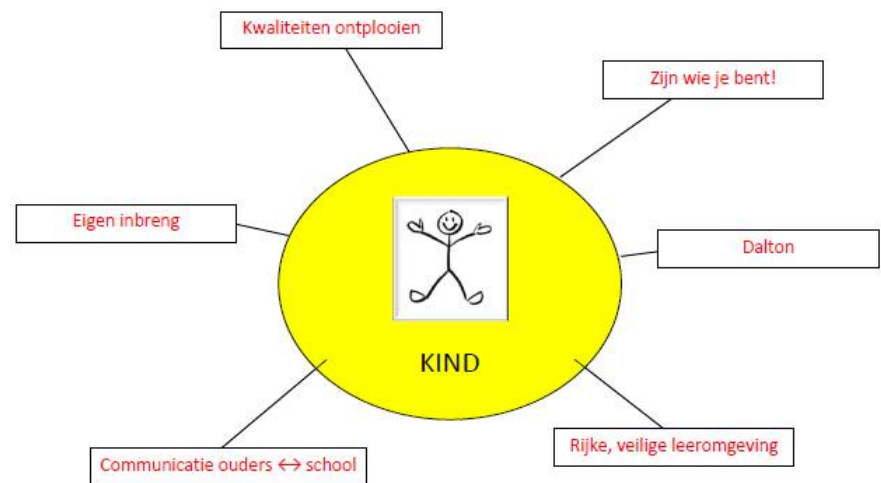 Kwaliteiten ontplooien
Zijn wie je bent!
Eigen inbreng
Dalton
KIND
Rijke, veilige leeromgeving
Communicatie ouders ↔ school